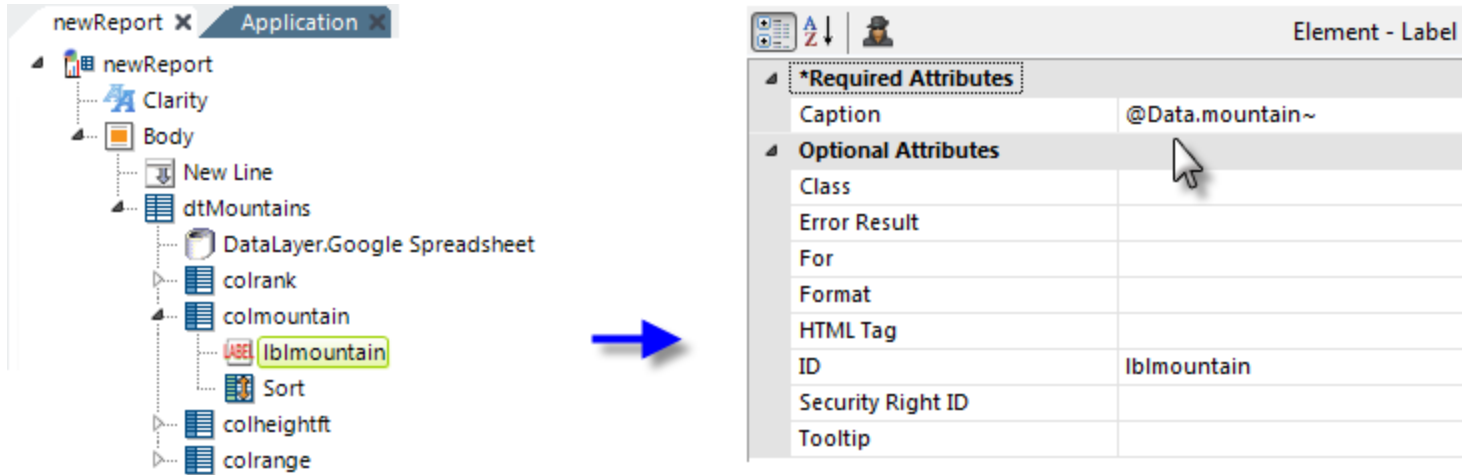 newReport
Application
newReport
Clarity
Body
New Line
dtMountains
DataLayer.Google Spreadsheet
colrank
colmountain
LABEL lblmountain
Sort
colheightft
colrange
A
Z
Element - Label
*Required Attributes
Caption @Data.mountain~
Optional Attributes
Class
Error Result
For
Format
HTML Tag
ID lblmountain
Security Right ID
Tooltip